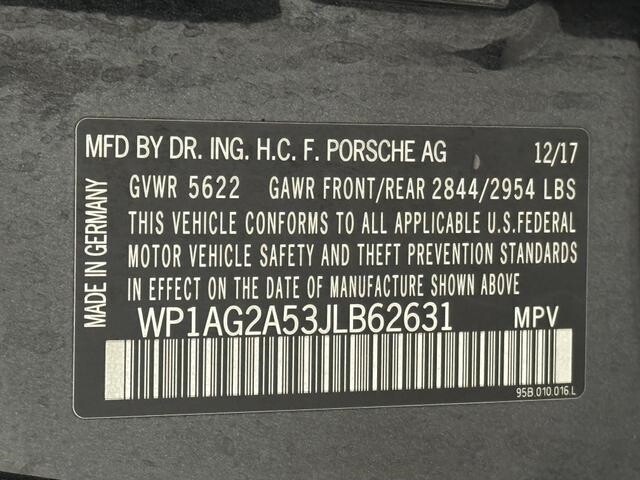 MFD BY DR. ING. H.C. F. PORSCHE AG 12/17
GVWR 5622 GAWR FRONT/REAR 2844/2954 LBS
THIS VEHICLE CONFORMS TO ALL APPLICABLE U.S.FEDERAL
MOTOR VEHICLE SAFETY AND THEFT PREVENTION STANDARDS
IN EFFECT ON THE DATE OF MANUFACTURE SHOWN ABOVE
MADE IN GERMANY
WP1AG2A53JLB62631 MPV
95B.010.016.L